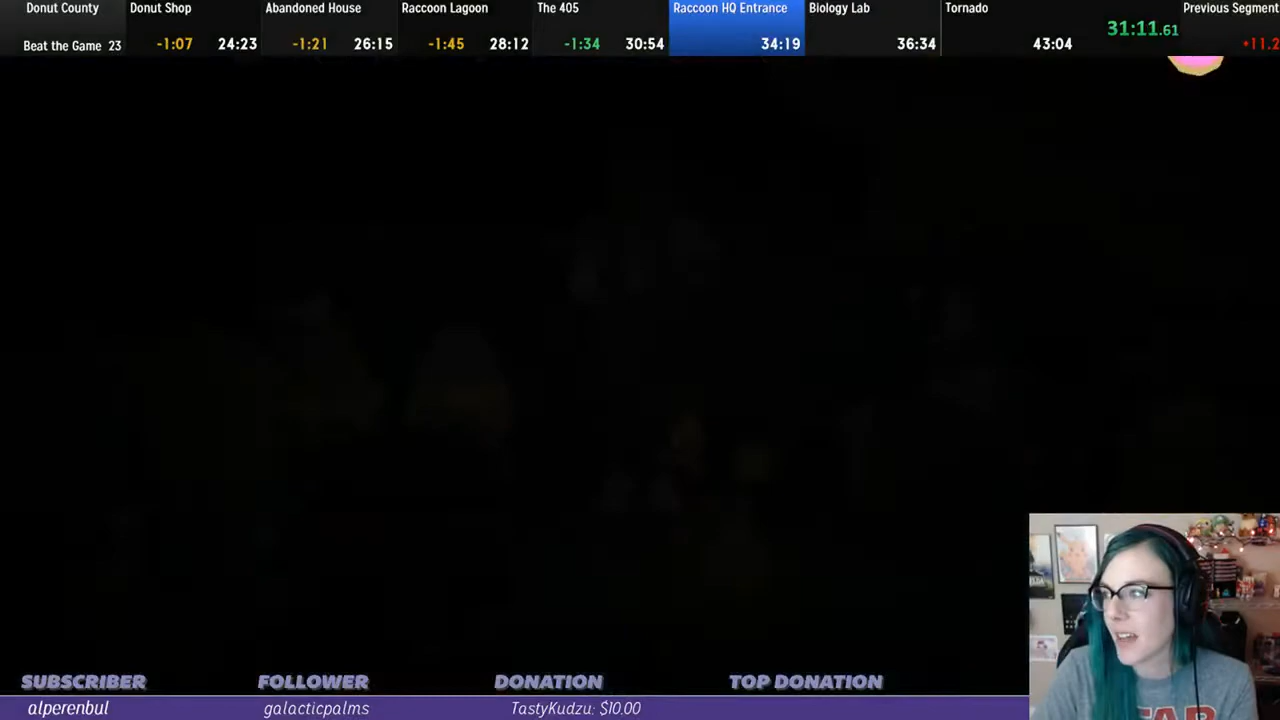 Donut County
Beat the Game 23
Donut Shop
-1:07 24:23
Abandoned House
-1:21 26:15
Raccoon Lagoon
-1:45 28:12
The 405
-1:34 30:54
Raccoon HQ Entrance
34:19
Biology Lab
36:34
Tornado
43:04
31:11.61
Previous Segment
+11.2
SUBSCRIBER
FOLLOWER
DONATION
TOP DONATION
alperenbul
galacticpalms
TastyKudzu: $10.00